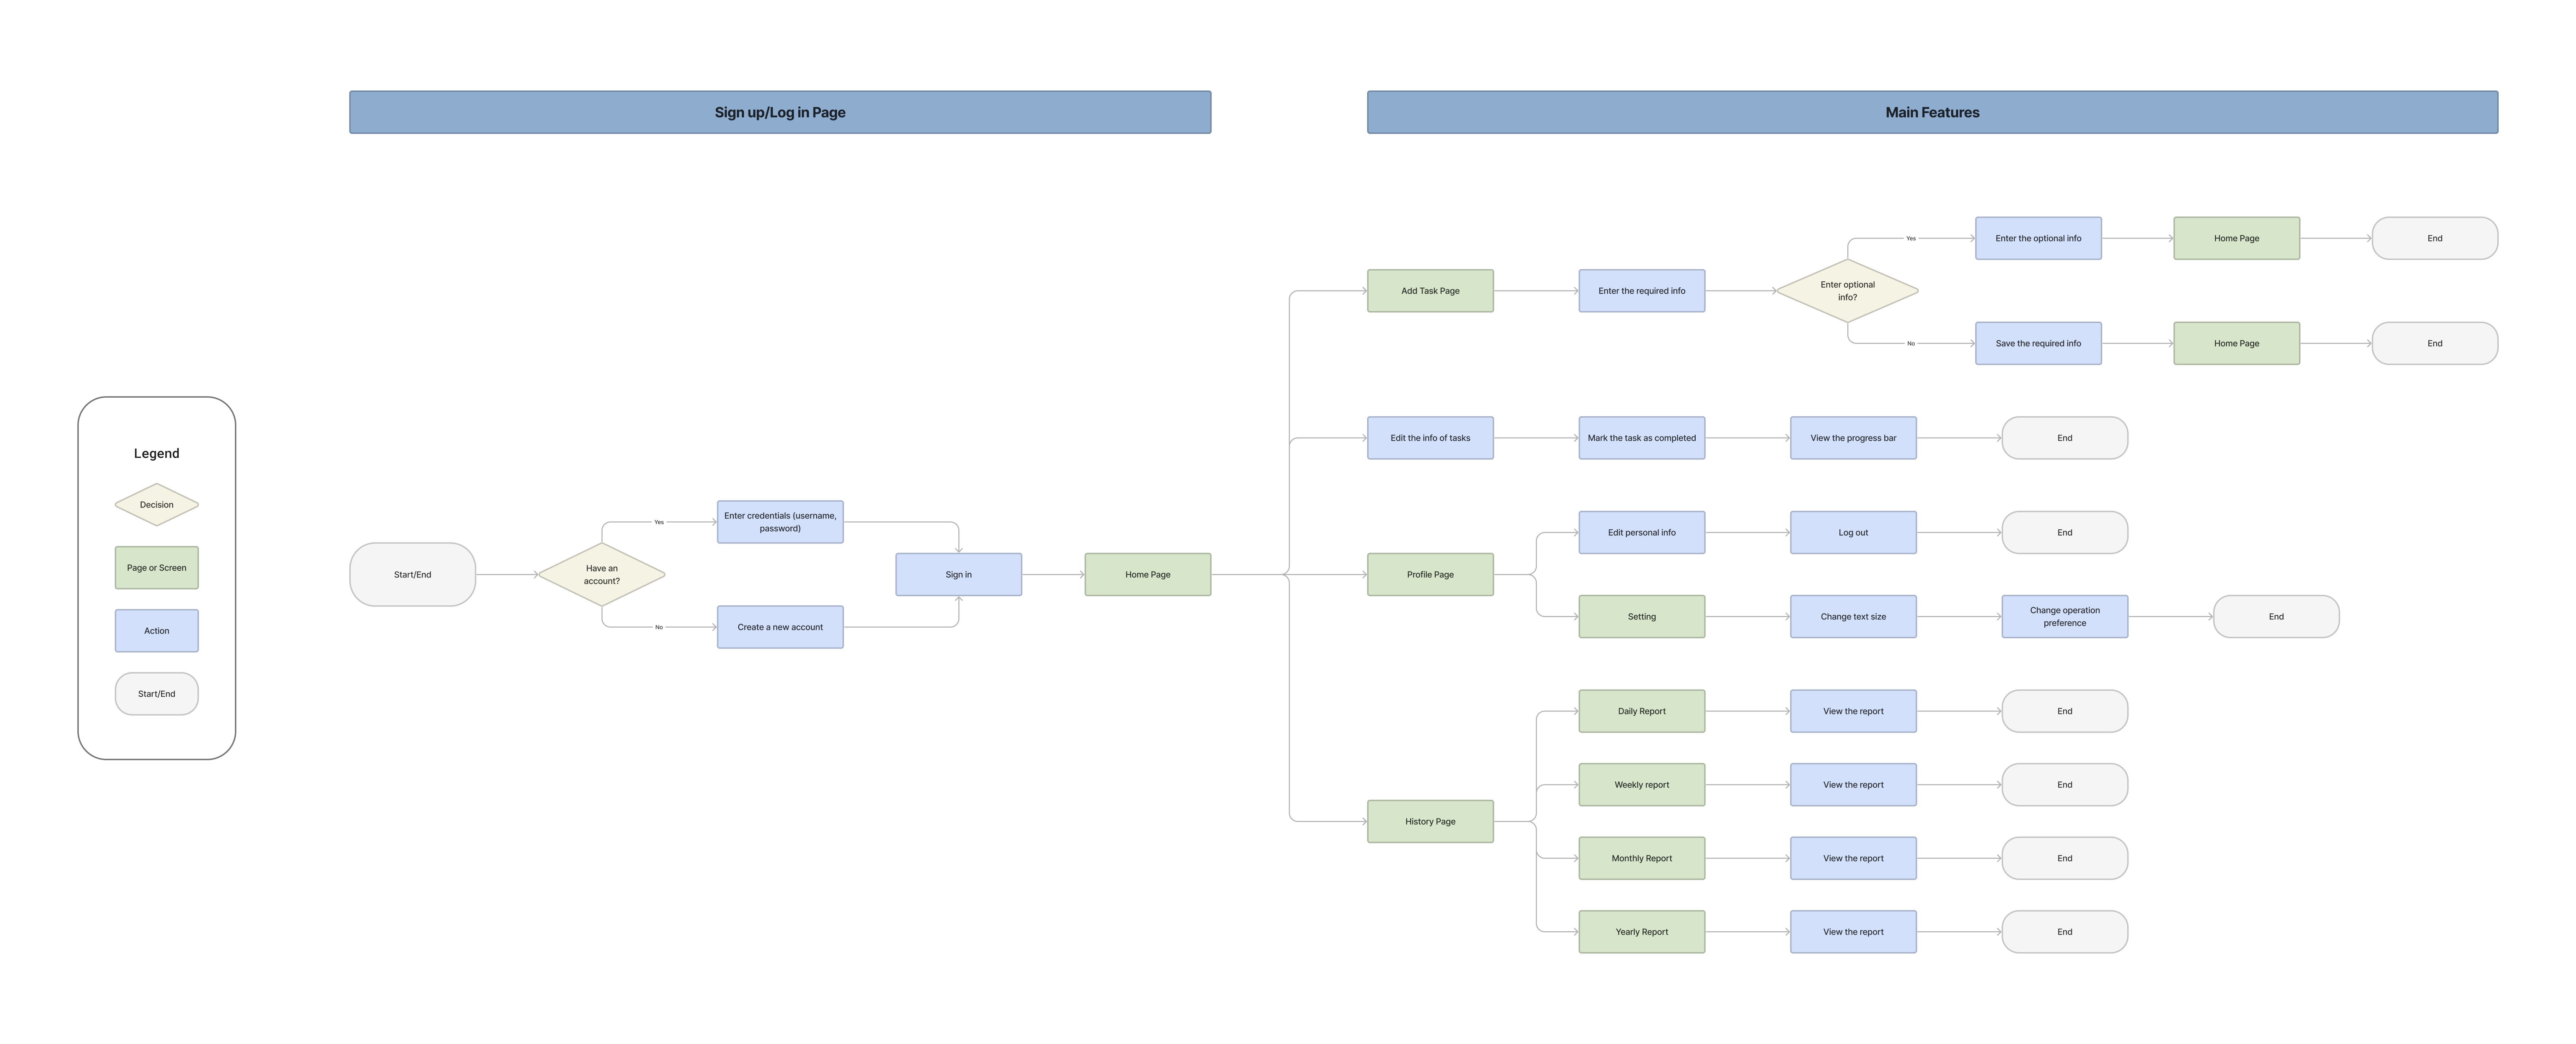 Sign up/Log in Page
Main Features
Legend
Decision
Page or Screen
Action
Start/End
Start/End
Have an
account?
Yes
Enter credentials (username,
password)
No
Create a new account
Sign in
Home Page
Add Task Page
Enter the required info
Enter optional
info?
Yes
Enter the optional info
Home Page
End
No
Save the required info
Home Page
End
Edit the info of tasks
Mark the task as completed
View the progress bar
End
Profile Page
Edit personal info
Log out
End
Setting
Change text size
Change operation
preference
End
History Page
Daily Report
View the report
End
Weekly report
View the report
End
Monthly Report
View the report
End
Yearly Report
View the report
End